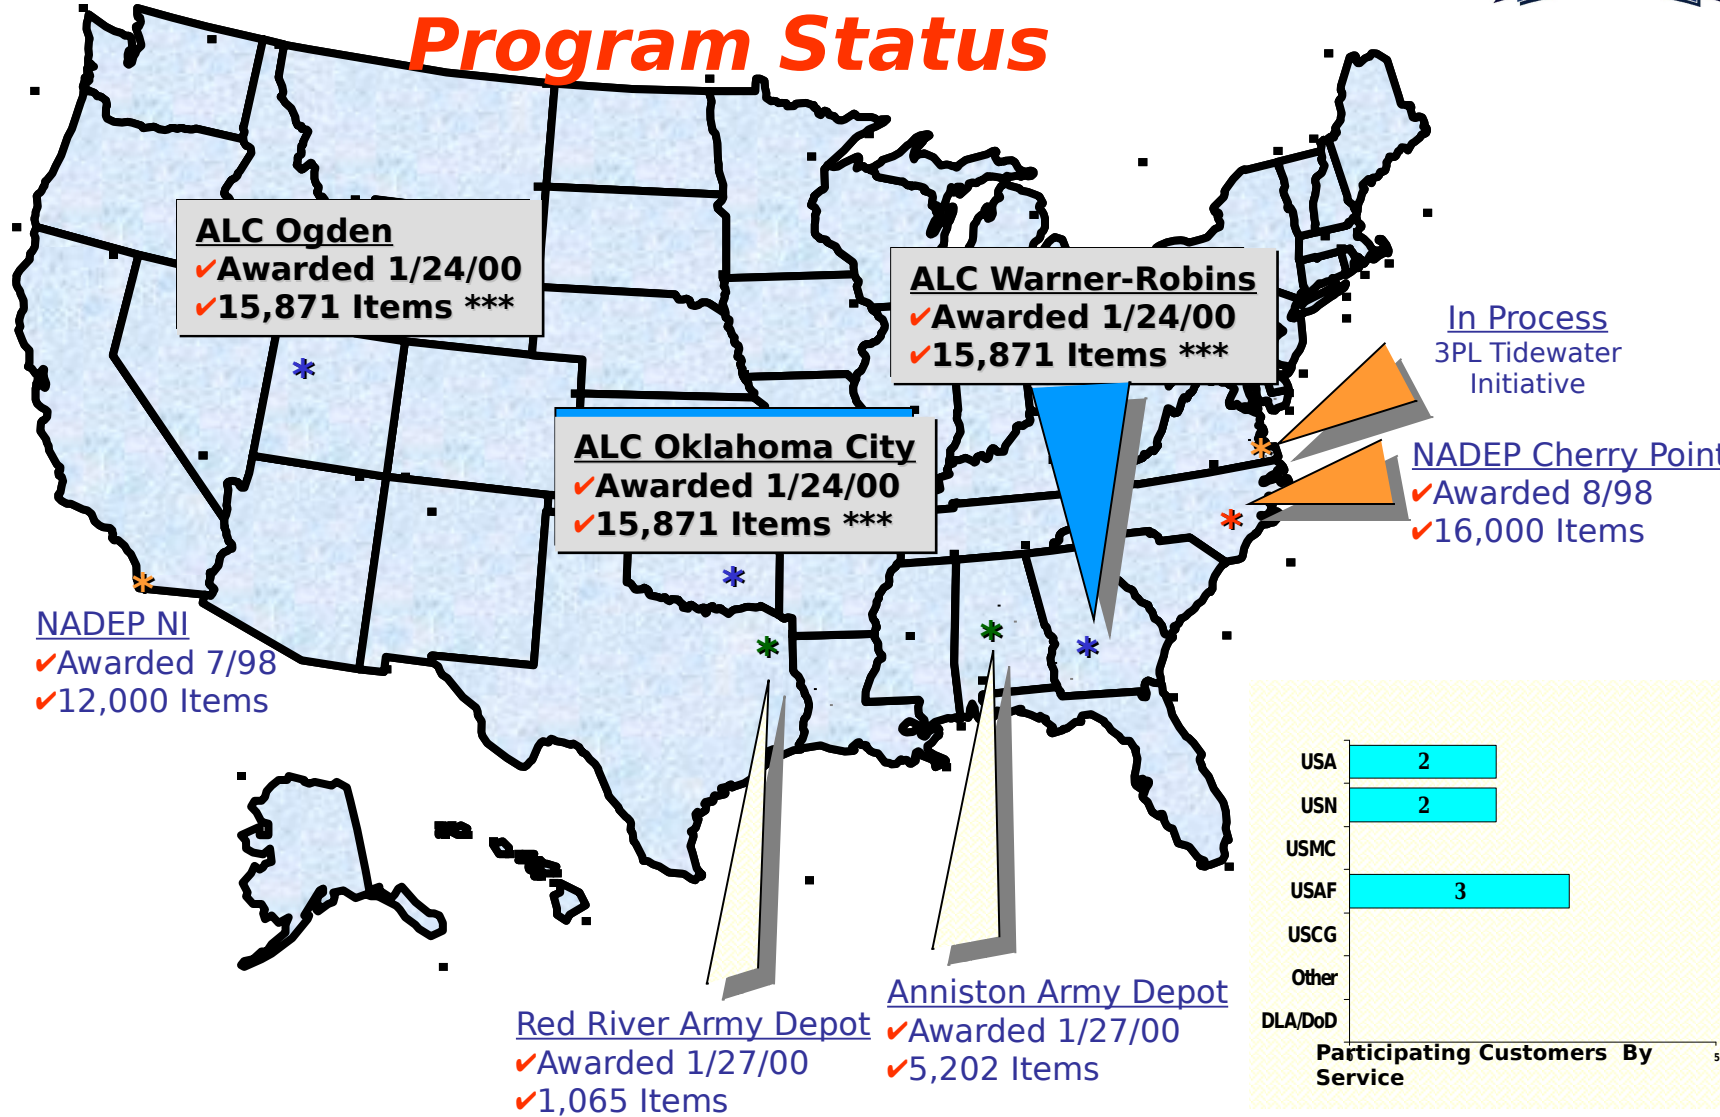 Program Status
ALC Ogden
✔Awarded 1/24/00
✔15,871 Items ***
ALC Warner-Robins
✔Awarded 1/24/00
✔15,871 Items ***
In Process
3PL Tidewater
Initiative
ALC Oklahoma City
✔Awarded 1/24/00
✔15,871 Items ***
NADEP Cherry Point
✔Awarded 8/98
✔16,000 Items
NADEP NI
✔Awarded 7/98
✔12,000 Items
Red River Army Depot
✔Awarded 1/27/00
✔1,065 Items
Anniston Army Depot
✔Awarded 1/27/00
✔5,202 Items
USA 2
USN 2
USMC
USAF 3
USCG
Other
DLA/DoD
5
Participating Customers By
Service